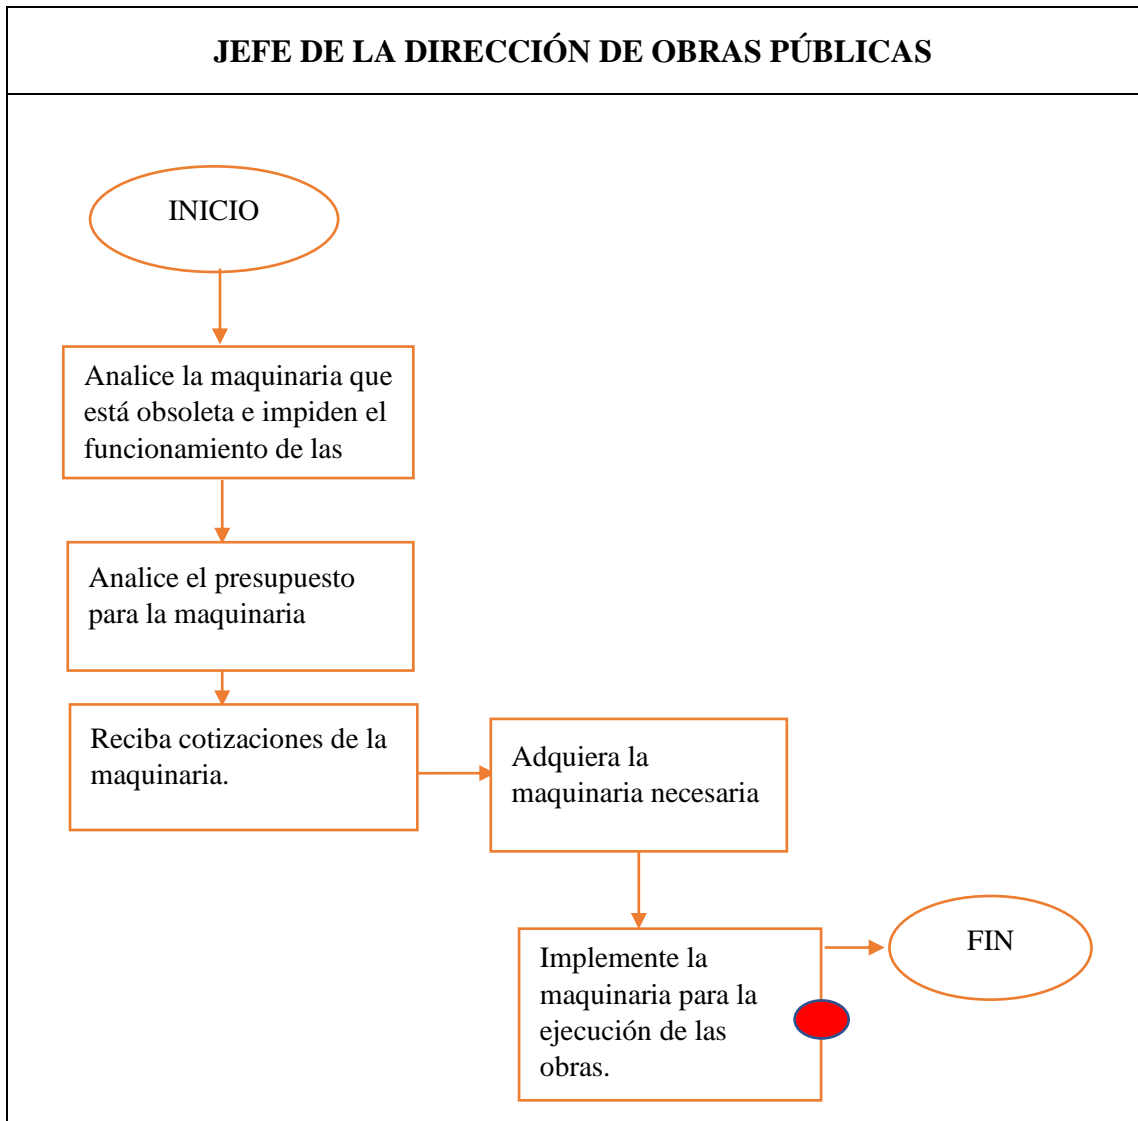 JEFE DE LA DIRECCIÓN DE OBRAS PÚBLICAS
INICIO
Analice la maquinaria que
está obsoleta e impiden el
funcionamiento de las
Analice el presupuesto
para la maquinaria
Reciba cotizaciones de la
maquinaria.
Adquiera la
maquinaria necesaria
Implemente la
maquinaria para la
ejecución de las
obras.
FIN